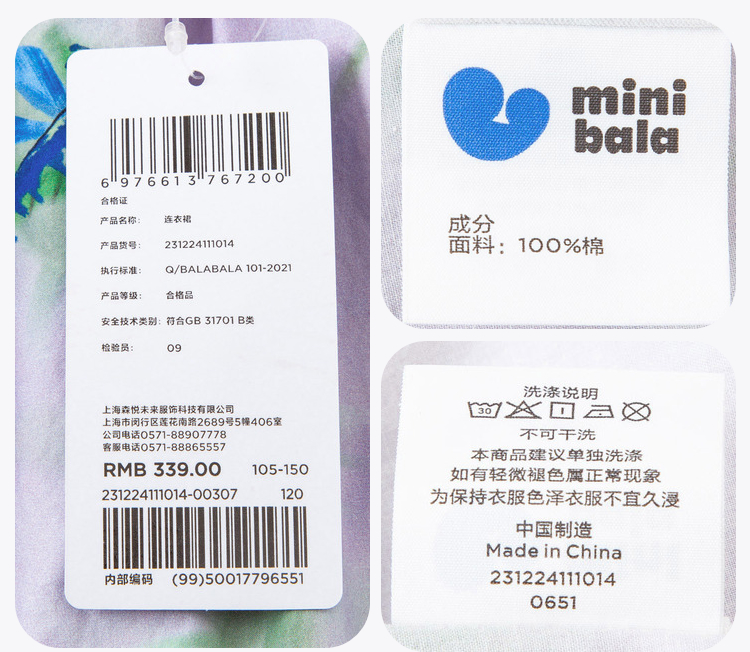 6 976613 767200
合格证
产品名称： 连衣裙
产品货号： 231224111014
执行标准： Q/BALABALA 101-2021
产品等级： 合格品
安全技术类别：符合GB 31701 B类
检验员： 09
上海森悦未来服饰科技有限公司
上海市闵行区莲花南路2689号5幢406室
公司电话0571-88907778
客服电话0571-88865557
RMB 339.00 105-150
231224111014-00307 120
内部编码 (99)50017796551
mini
bala
成分
面料：100%棉
洗涤说明
30
不可干洗
本商品建议单独洗涤
如有轻微褪色属正常现象
为保持衣服色泽衣服不宜久浸
中国制造
Made in China
231224111014
0651